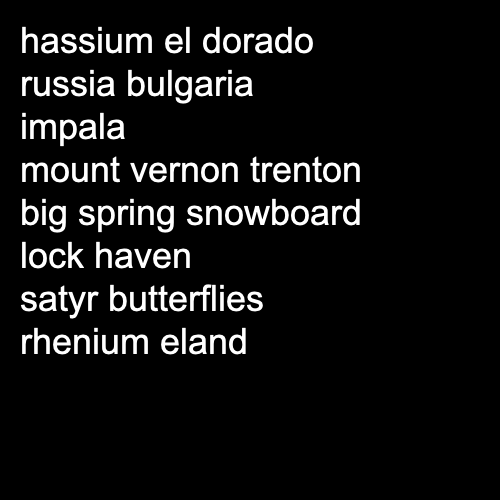 hassium el dorado
russia bulgaria
impala
mount vernon trenton
big spring snowboard
lock haven
satyr butterflies
rhenium eland